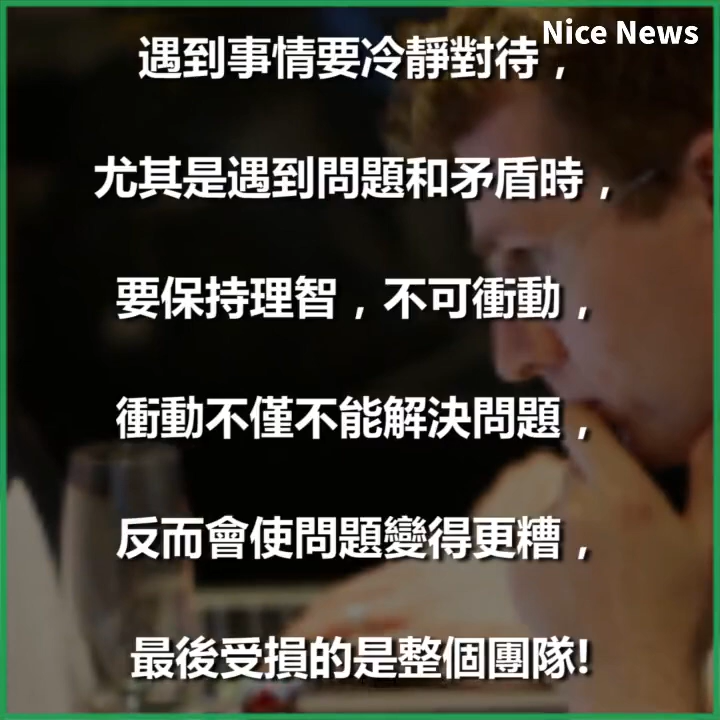 Nice News
遇到事情要冷靜對待，
尤其是遇到問題和矛盾時，
要保持理智，不可衝動，
衝動不僅不能解決問題，
反而會使問題變得更糟，
最後受損的是整個團隊!